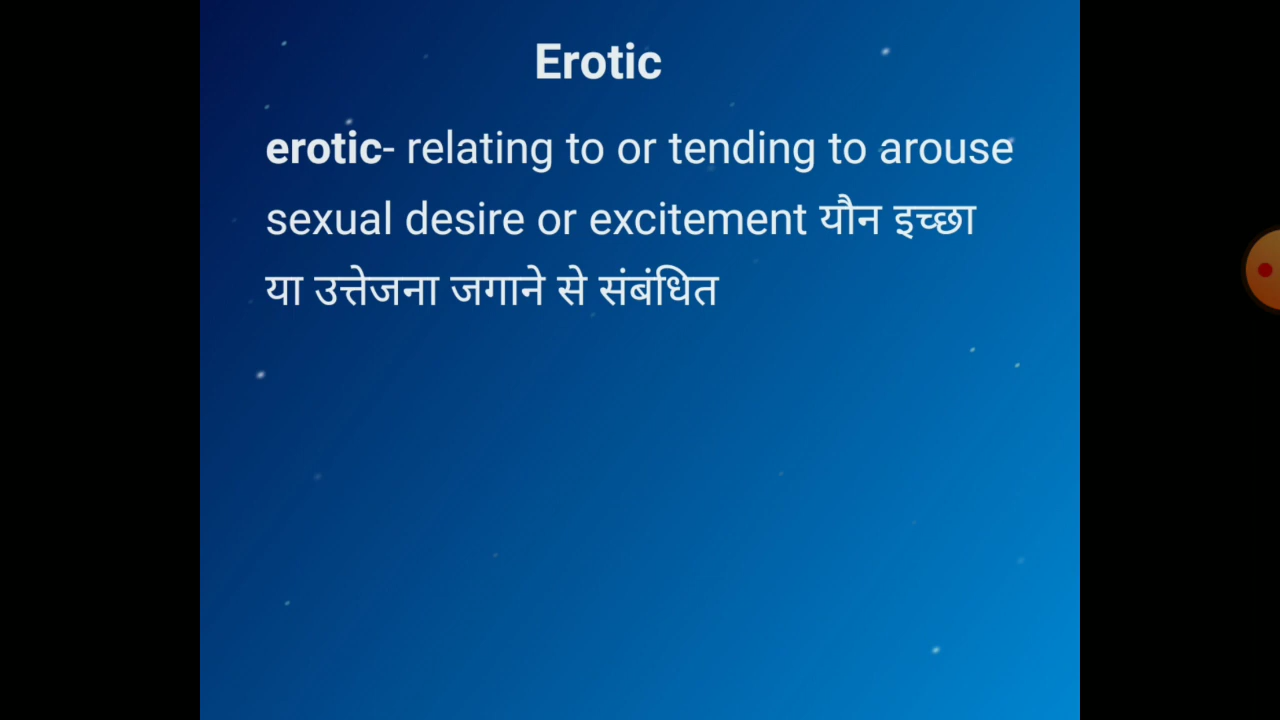 Erotic
erotic- relating to or tending to arouse
sexual desire or excitement यौन इच्छा
या उत्तेजना जगाने से संबंधित